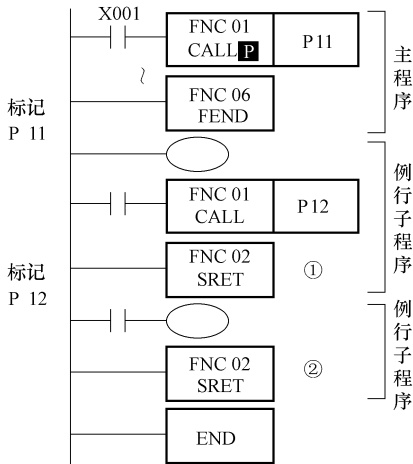 X001
FNC 01
CALL P
P11
主程序
FNC 06
FEND
标记
P 11
FNC 01
CALL
P12
例行子程序
FNC 02
SRET
①
标记
P 12
例行子程序
FNC 02
SRET
②
END